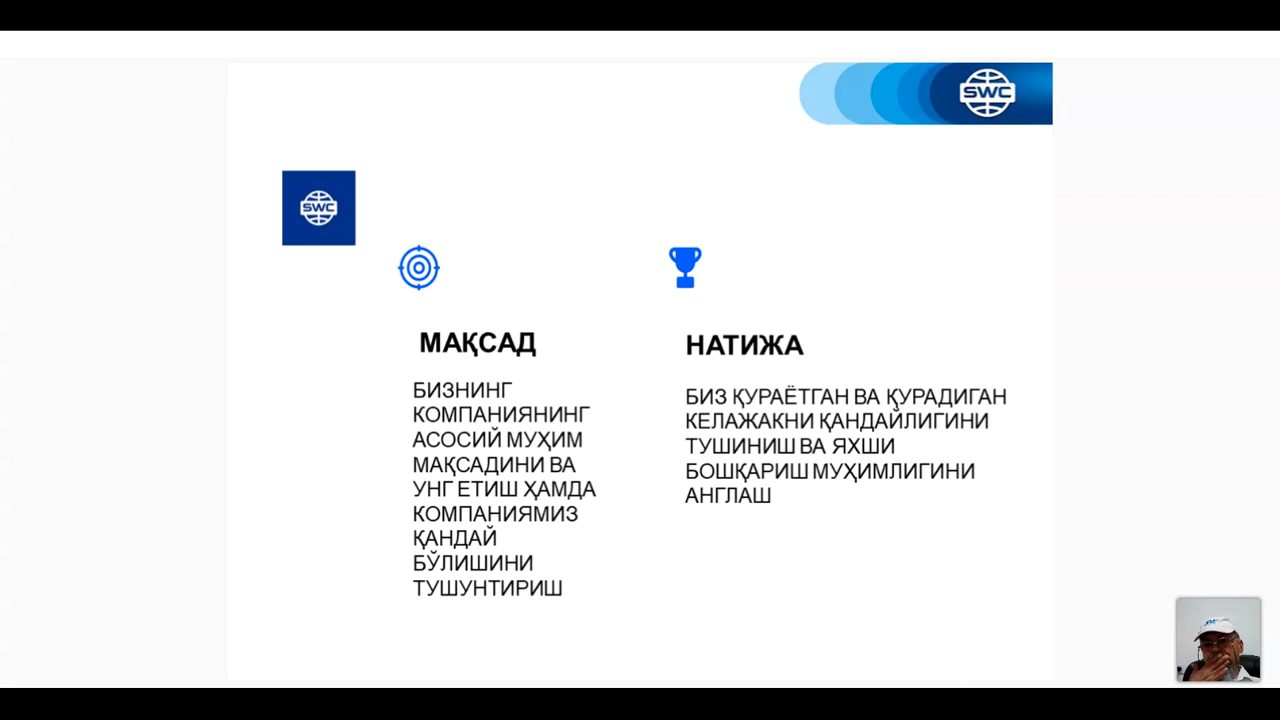 SWC
SWC
МАҚСАД
БИЗНИНГ
КОМПАНИЯНИНГ
АСОСИЙ МУҲИМ
МАҚСАДИНИ ВА
УНГ ЕТИШ ҲАМДА
КОМПАНИЯМИЗ
ҚАНДАЙ
БЎЛИШИНИ
ТУШУНТИРИШ
НАТИЖА
БИЗ ҚУРАЁТГАН ВА ҚУРАДИГАН
КЕЛАЖАКНИ ҚАНДАЙЛИГИНИ
ТУШИНИШ ВА ЯХШИ
БОШҚАРИШ МУҲИМЛИГИНИ
АНГЛАШ